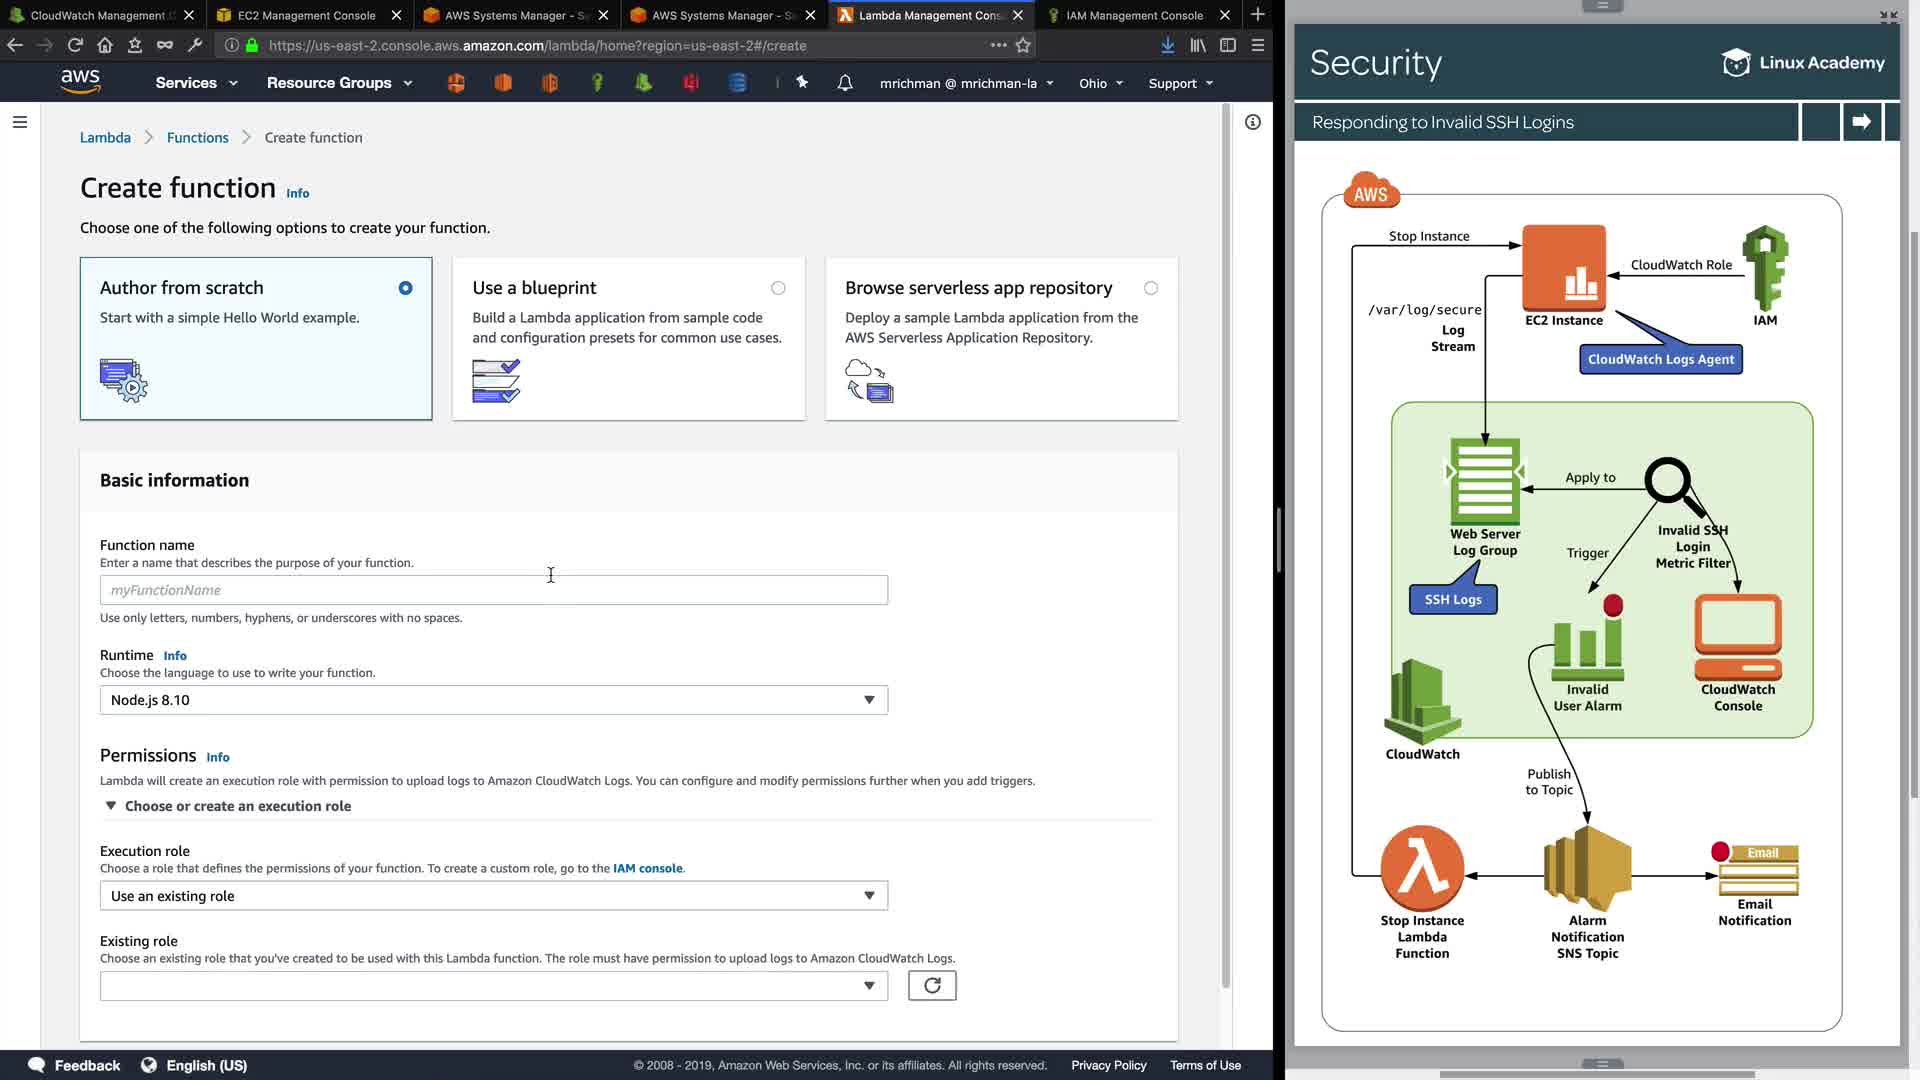 CloudWatch Management C
EC2 Management Console
AWS Systems Manager - S
AWS Systems Manager - Se
Lambda Management Cons
IAM Management Console
https://us-east-2.console.aws.amazon.com/lambda/home?region=us-east-2#/create
aws
Services
Resource Groups
mrichman @ mrichman-la
Ohio
Support
Lambda
Functions
Create function
Create function
Info
Choose one of the following options to create your function.
Author from scratch
Start with a simple Hello World example.
Use a blueprint
Build a Lambda application from sample code
and configuration presets for common use cases.
Browse serverless app repository
Deploy a sample Lambda application from the
AWS Serverless Application Repository.
Basic information
Function name
Enter a name that describes the purpose of your function.
myFunctionName
Use only letters, numbers, hyphens, or underscores with no spaces.
Runtime
Info
Choose the language to use to write your function.
Node.js 8.10
Permissions
Info
Lambda will create an execution role with permission to upload logs to Amazon CloudWatch Logs. You can configure and modify permissions further when you add triggers.
Choose or create an execution role
Execution role
Choose a role that defines the permissions of your function. To create a custom role, go to the IAM console.
Use an existing role
Existing role
Choose an existing role that you've created to be used with this Lambda function. The role must have permission to upload logs to Amazon CloudWatch Logs.
Feedback
English (US)
© 2008 - 2019, Amazon Web Services, Inc. or its affiliates. All rights reserved.
Privacy Policy
Terms of Use
Security
Linux Academy
Responding to Invalid SSH Logins
AWS
Stop Instance
CloudWatch Role
/var/log/secure
Log
Stream
EC2 Instance
IAM
CloudWatch Logs Agent
Apply to
Web Server
Log Group
Invalid SSH
Login
Metric Filter
Trigger
SSH Logs
Invalid
User Alarm
CloudWatch
Console
CloudWatch
Publish
to Topic
Email
Stop Instance
Lambda
Function
Alarm
Notification
SNS Topic
Email
Notification